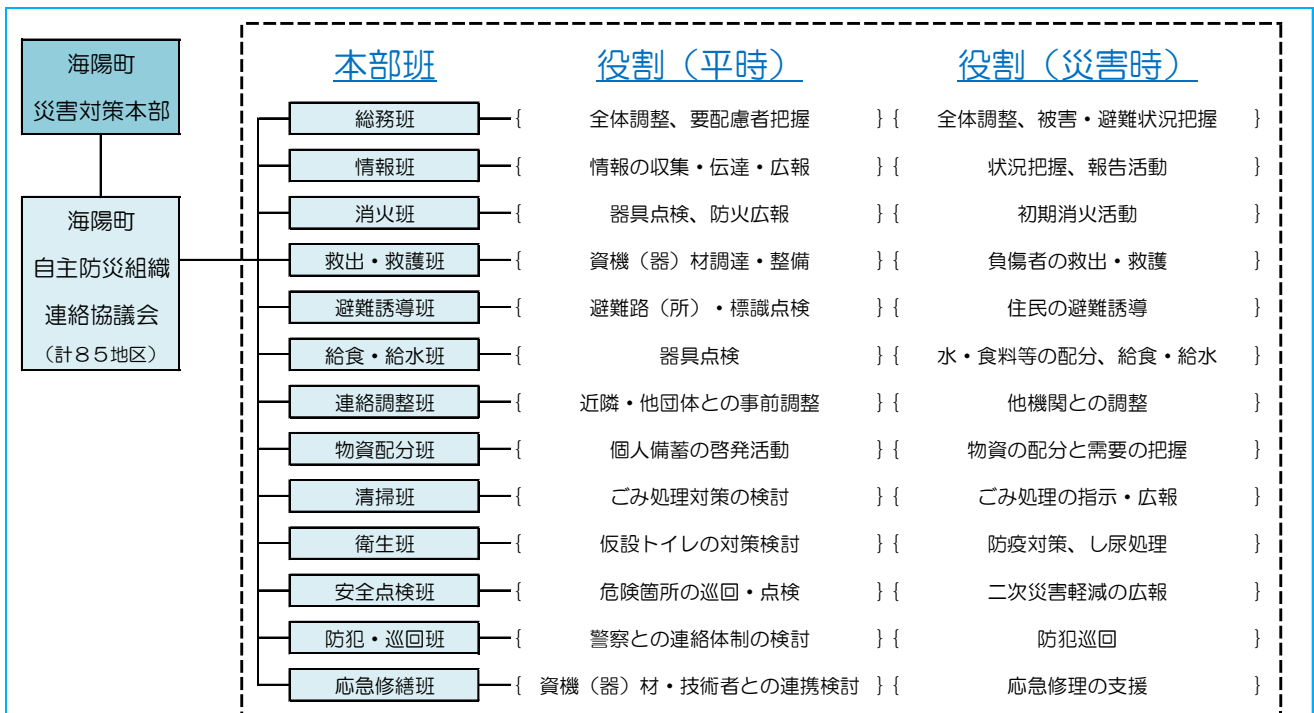 海陽町
災害対策本部
海陽町
自主防災組織
連絡協議会
（計８５地区）
本部班 役割（平時） 役割（災害時）
総務班 { 全体調整、要配慮者把握 } { 全体調整、被害・避難状況把握 }
情報班 { 情報の収集・伝達・広報 } { 状況把握、報告活動 }
消火班 { 器具点検、防火広報 } { 初期消火活動 }
救出・救護班 { 資機（器）材調達・整備 } { 負傷者の救出・救護 }
避難誘導班 { 避難路（所）・標識点検 } { 住民の避難誘導 }
給食・給水班 { 器具点検 } { 水・食料等の配分、給食・給水 }
連絡調整班 { 近隣・他団体との事前調整 } { 他機関との調整 }
物資配分班 { 個人備蓄の啓発活動 } { 物資の配分と需要の把握 }
清掃班 { ごみ処理対策の検討 } { ごみ処理の指示・広報 }
衛生班 { 仮設トイレの対策検討 } { 防疫対策、し尿処理 }
安全点検班 { 危険箇所の巡回・点検 } { 二次災害軽減の広報 }
防犯・巡回班 { 警察との連絡体制の検討 } { 防犯巡回 }
応急修繕班 { 資機（器）材・技術者との連携検討 } { 応急修理の支援 }